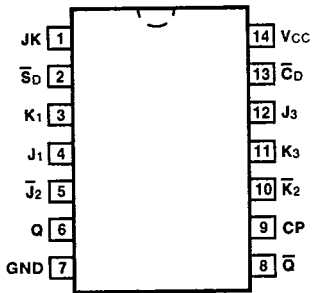 JK 1 14 VCC
S̅D 2 13 C̅D
K1 3 12 J3
J1 4 11 K3
J̅2 5 10 K̅2
Q 6 9 CP
GND 7 8 Q̅